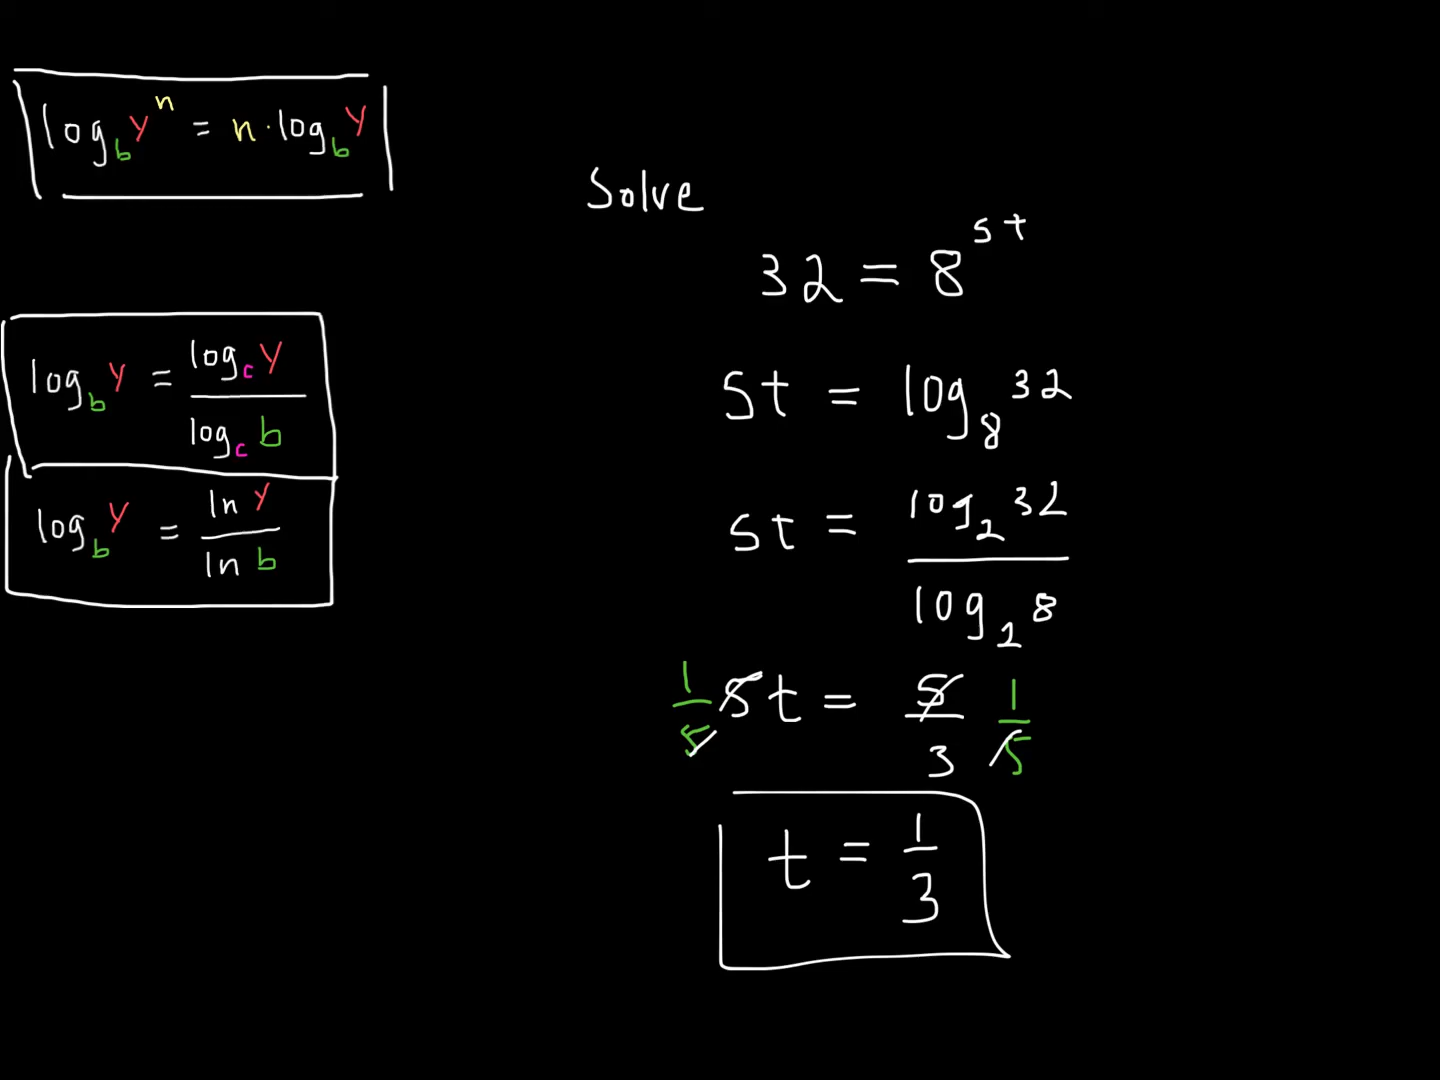 log_b y^n = n · log_b y
log_b y = log_c y / log_c b
log_b y = ln y / ln b
Solve
32 = 8^5t
5t = log_8 32
5t = log_2 32 / log_2 8
1/5 5t = 5/3 1/5
t = 1/3